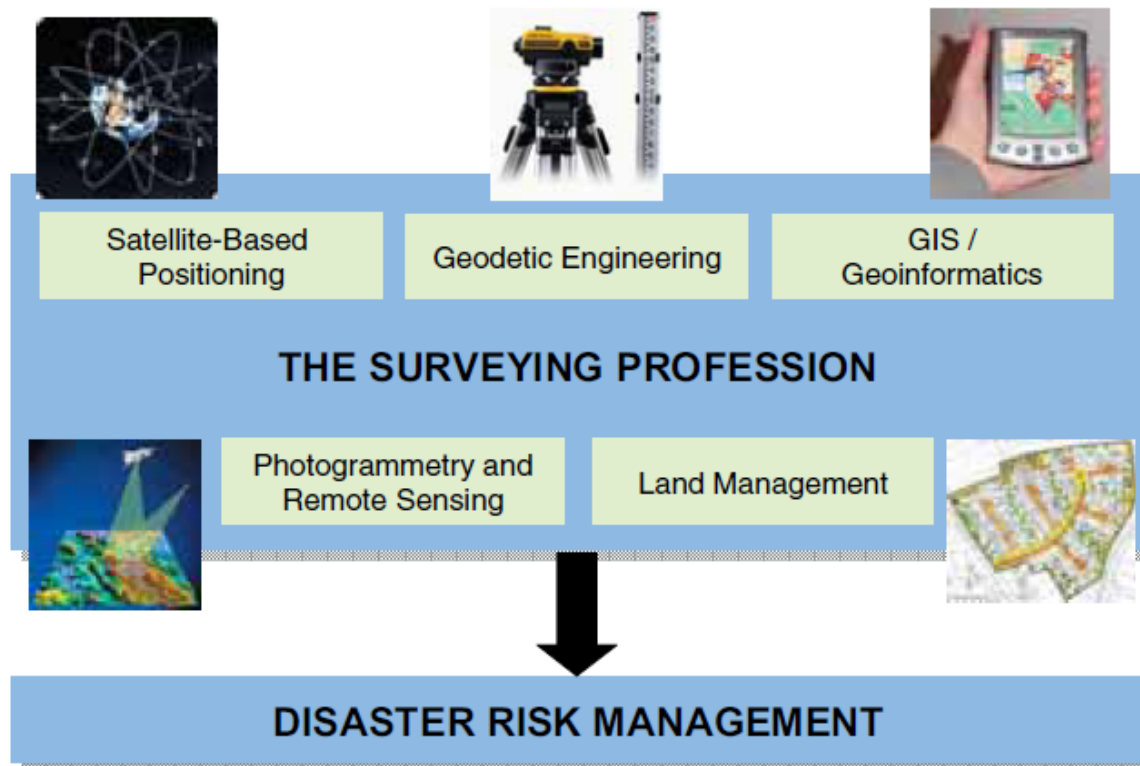 Satellite-Based
Positioning
Geodetic Engineering
GIS /
Geoinformatics
THE SURVEYING PROFESSION
Photogrammetry and
Remote Sensing
Land Management
DISASTER RISK MANAGEMENT